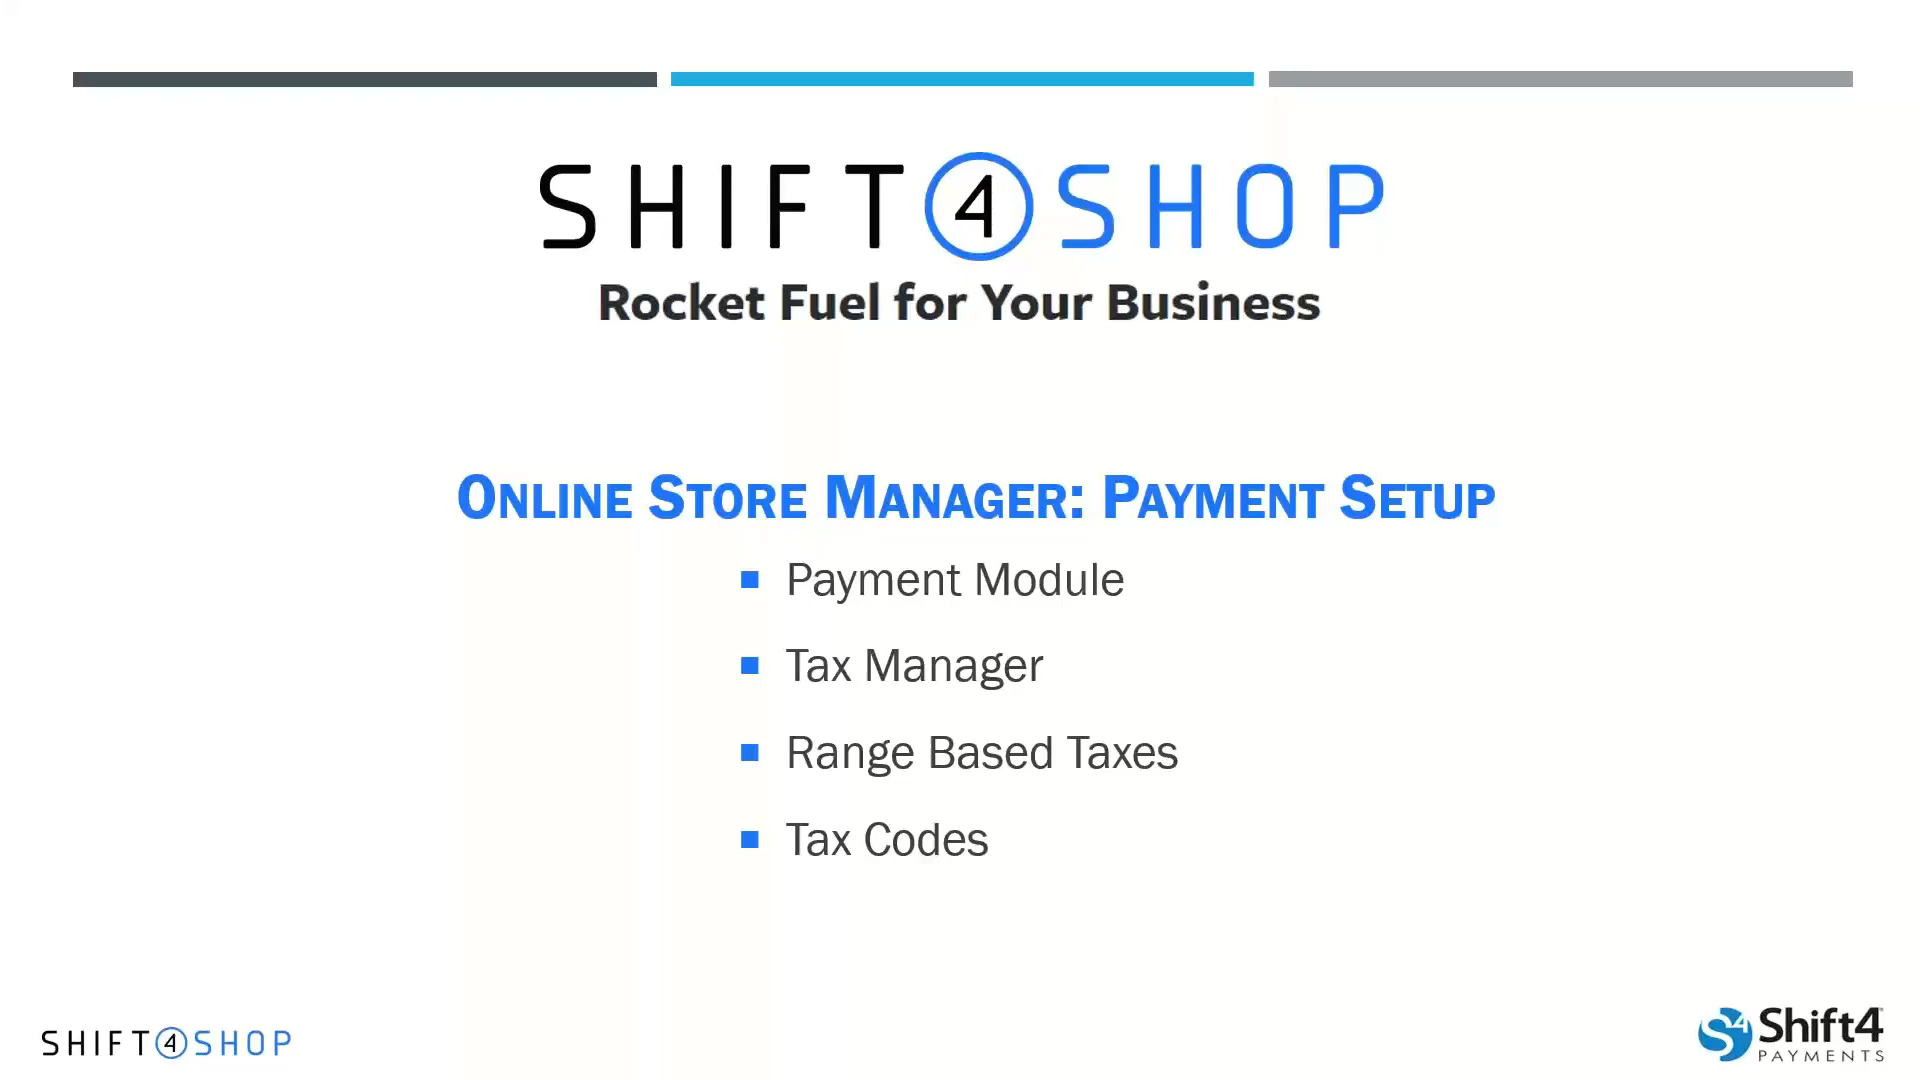 SHIFT4SHOP
Rocket Fuel for Your Business
ONLINE STORE MANAGER: PAYMENT SETUP
Payment Module
Tax Manager
Range Based Taxes
Tax Codes
SHIFT4SHOP
S4 Shift4
PAYMENTS